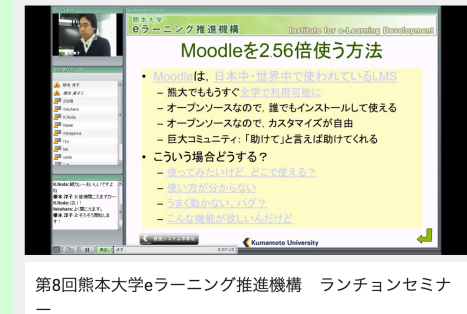 熊本大学
eラーニング推進機構
Institute for e-Learning Development
Moodleを256倍使う方法
• Moodleは，日本中・世界中で使われているLMS
– 熊大でももうすぐ全学で利用可能に
– オープンソースなので，誰でもインストールして使える
– オープンソースなので，カスタマイズが自由
– 巨大コミュニティ：「助けて」と言えば助けてくれる
• こういう場合どうする？
– 使ってみたいけど，どこで使える？
– 使い方が分からない
– うまく動かない。バグ？
– こんな機能が欲しいんだけど
Kumamoto University
第8回熊本大学eラーニング推進機構　ランチョンセミナ
ー